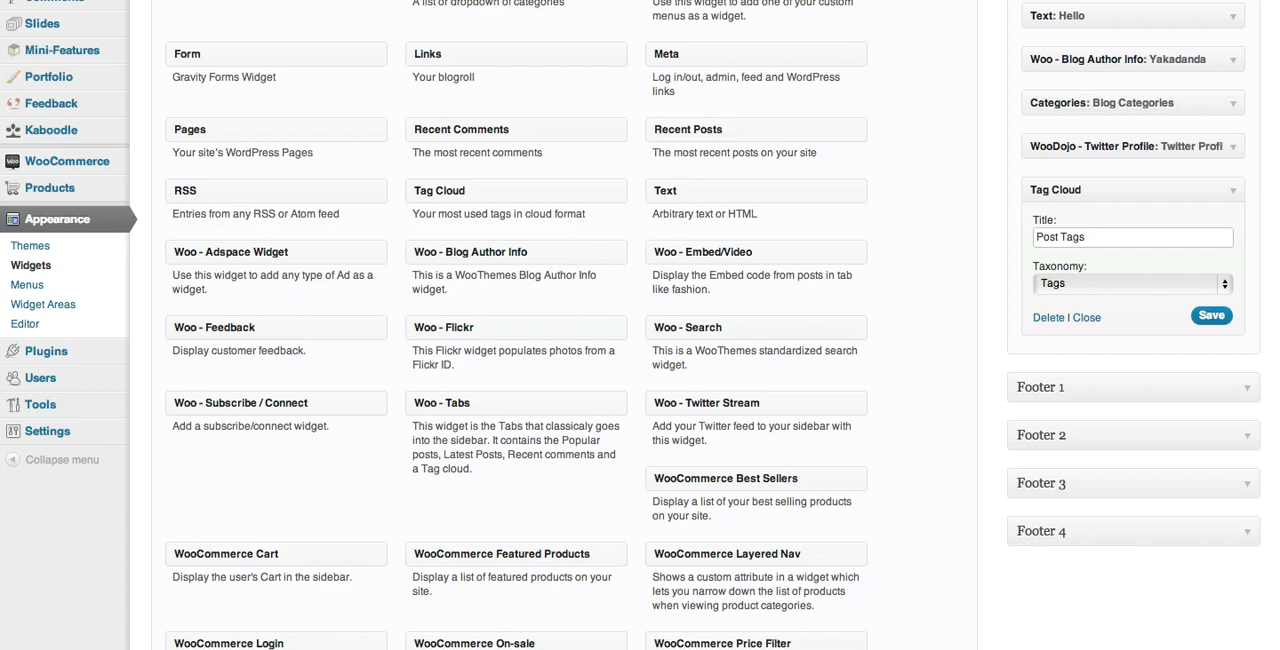 Comments
Slides
Mini-Features
Portfolio
Feedback
Kaboodle
Woo WooCommerce
Products
Appearance
Themes
Widgets
Menus
Widget Areas
Editor
Plugins
Users
Tools
Settings
Collapse menu
A list or dropdown of categories
Use this widget to add one of your custom
menus as a widget.
Form
Gravity Forms Widget
Links
Your blogroll
Meta
Log in/out, admin, feed and WordPress
links
Pages
Your site's WordPress Pages
Recent Comments
The most recent comments
Recent Posts
The most recent posts on your site
RSS
Entries from any RSS or Atom feed
Tag Cloud
Your most used tags in cloud format
Text
Arbitrary text or HTML
Woo - Adspace Widget
Use this widget to add any type of Ad as a
widget.
Woo - Blog Author Info
This is a WooThemes Blog Author Info
widget.
Woo - Embed/Video
Display the Embed code from posts in tab
like fashion.
Woo - Feedback
Display customer feedback.
Woo - Flickr
This Flickr widget populates photos from a
Flickr ID.
Woo - Search
This is a WooThemes standardized search
widget.
Woo - Subscribe / Connect
Add a subscribe/connect widget.
Woo - Tabs
This widget is the Tabs that classicaly goes
into the sidebar. It contains the Popular
posts, Latest Posts, Recent comments and
a Tag cloud.
Woo - Twitter Stream
Add your Twitter feed to your sidebar with
this widget.
WooCommerce Best Sellers
Display a list of your best selling products
on your site.
WooCommerce Cart
Display the user's Cart in the sidebar.
WooCommerce Featured Products
Display a list of featured products on your
site.
WooCommerce Layered Nav
Shows a custom attribute in a widget which
lets you narrow down the list of products
when viewing product categories.
WooCommerce Login
WooCommerce On-sale
WooCommerce Price Filter
Text: Hello
Woo - Blog Author Info: Yakadanda
Categories: Blog Categories
WooDojo - Twitter Profile: Twitter Profi
Tag Cloud
Title:
Post Tags
Taxonomy:
Tags
Delete | Close
Save
Footer 1
Footer 2
Footer 3
Footer 4